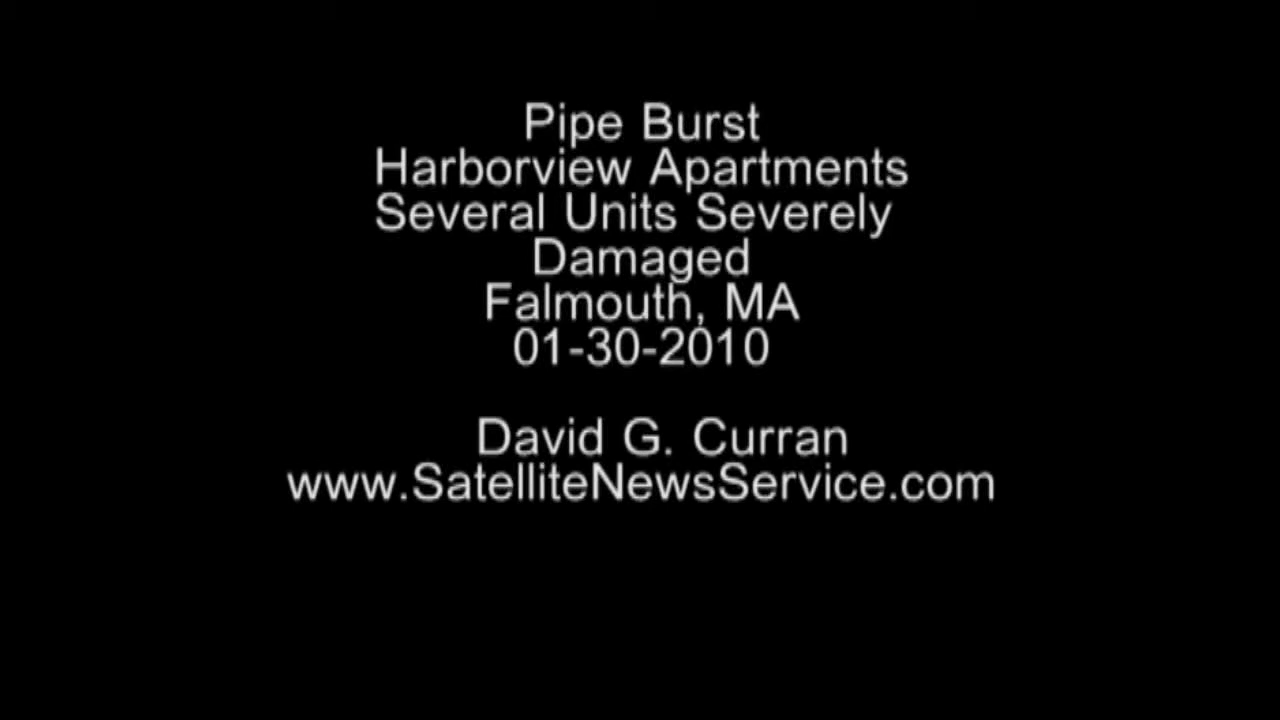 Pipe Burst
Harborview Apartments
Several Units Severely
Damaged
Falmouth, MA
01-30-2010
David G. Curran
www.SatelliteNewsService.com